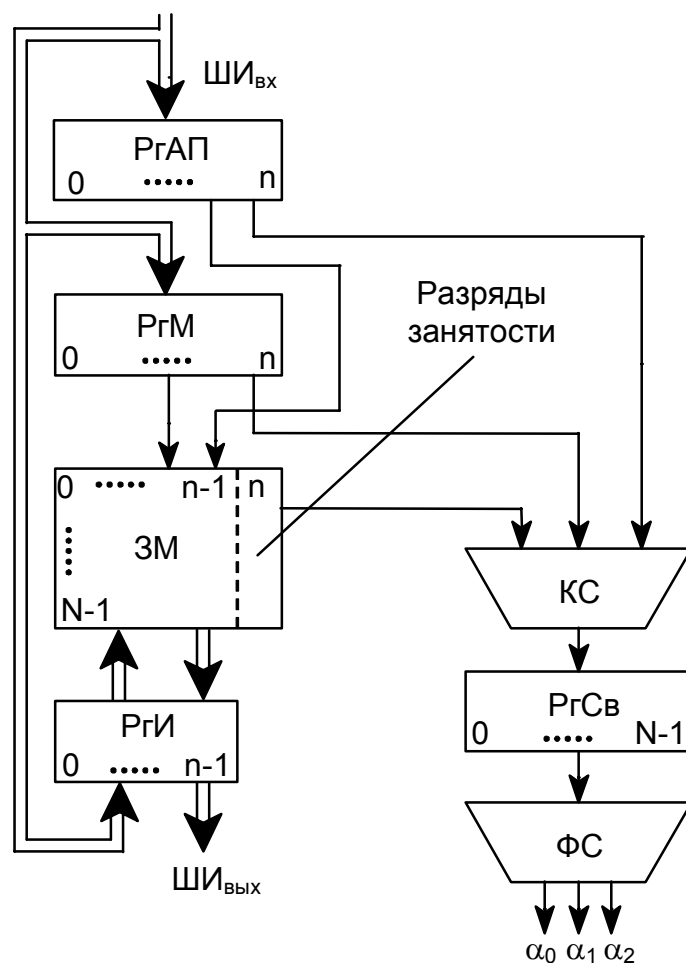 ШИвх
РгАП
0 ..... n
РгМ
0 ..... n
Разряды
занятости
0 ..... n-1 n
ЗМ
N-1
КС
РгИ
0 ..... n-1
РгСв
0 ..... N-1
ФС
ШИвых
α0 α1 α2